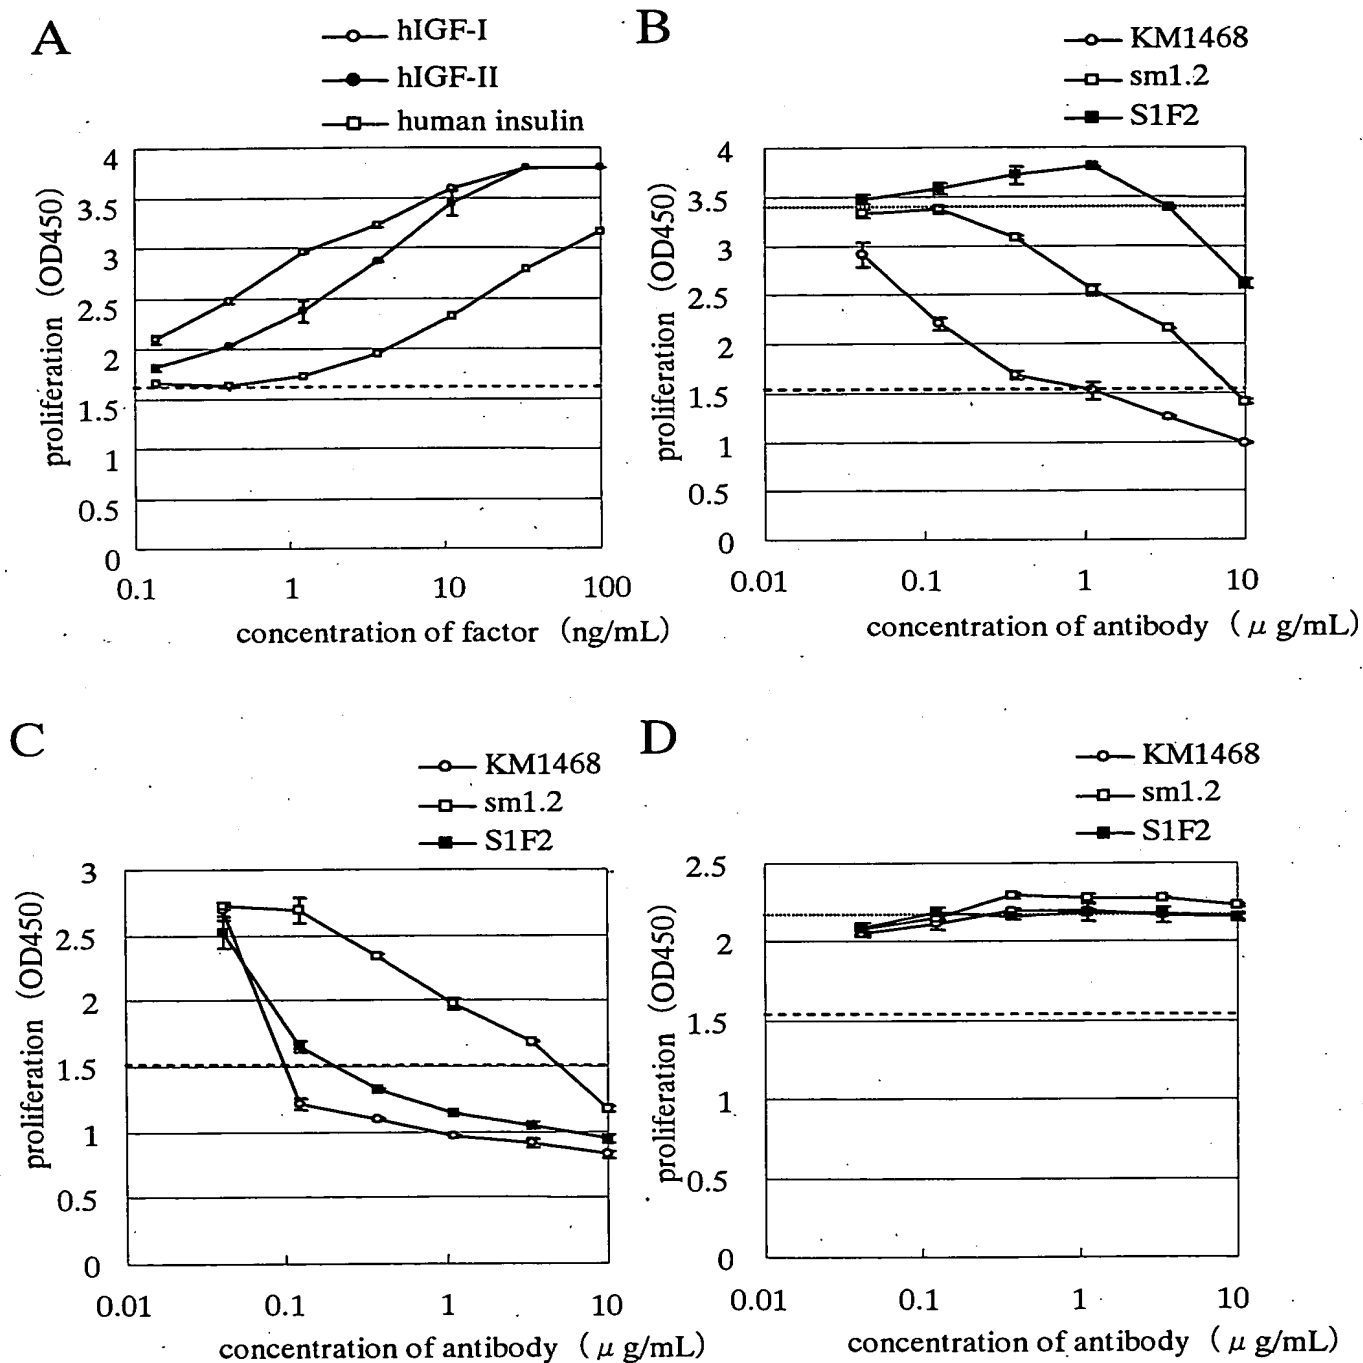 A
hIGF-I
hIGF-II
human insulin
proliferation (OD450)
4
3.5
3
2.5
2
1.5
1
0.5
0
0.1
1
10
100
concentration of factor (ng/mL)
B
KM1468
sm1.2
S1F2
proliferation (OD450)
4
3.5
3
2.5
2
1.5
1
0.5
0
0.01
0.1
1
10
concentration of antibody (μ g/mL)
C
KM1468
sm1.2
S1F2
proliferation (OD450)
3
2.5
2
1.5
1
0.5
0
0.01
0.1
1
10
concentration of antibody (μ g/mL)
D
KM1468
sm1.2
S1F2
proliferation (OD450)
2.5
2
1.5
1
0.5
0
0.01
0.1
1
10
concentration of antibody (μ g/mL)